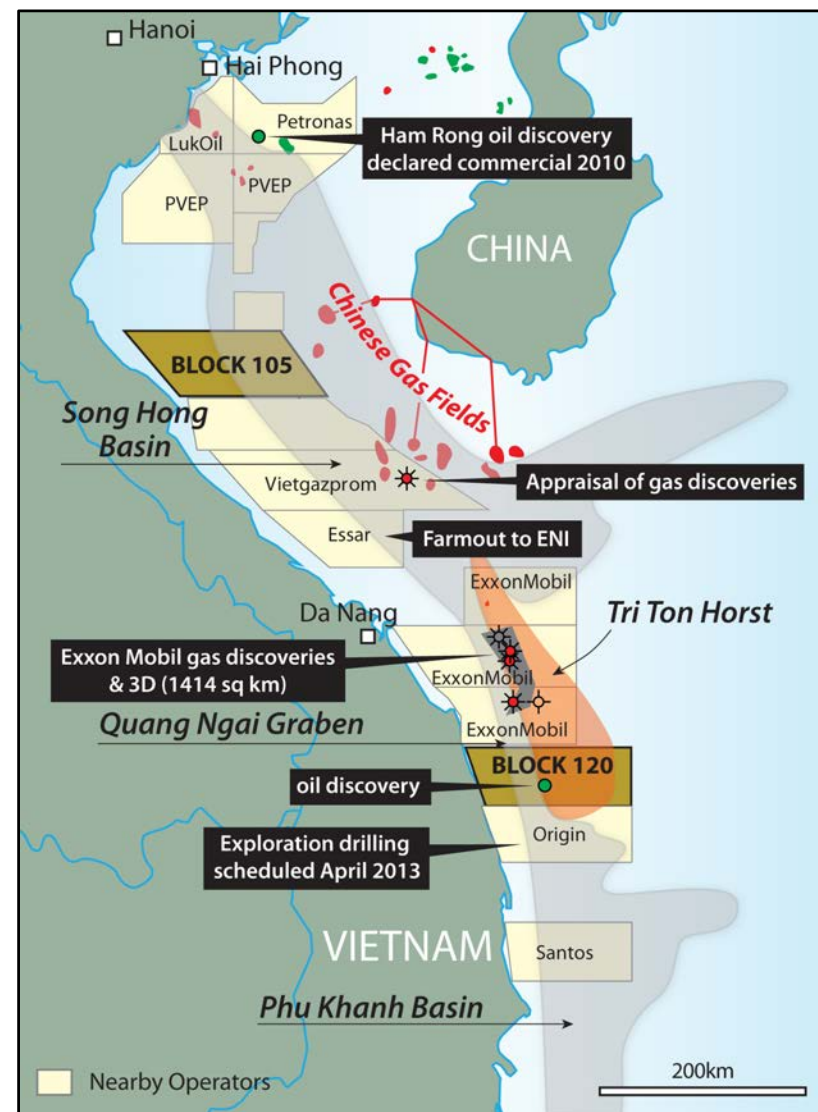 Hanoi
Hai Phong
Petronas
LukOil
Ham Rong oil discovery
declared commercial 2010
PVEP
PVEP
CHINA
Chinese Gas Fields
BLOCK 105
Song Hong
Basin
Vietgazprom
Appraisal of gas discoveries
Essar
Farmout to ENI
ExxonMobil
Da Nang
Tri Ton Horst
Exxon Mobil gas discoveries
& 3D (1414 sq km)
ExxonMobil
Quang Ngai Graben
ExxonMobil
BLOCK 120
oil discovery
Exploration drilling
scheduled April 2013
Origin
VIETNAM
Santos
Phu Khanh Basin
Nearby Operators
200km